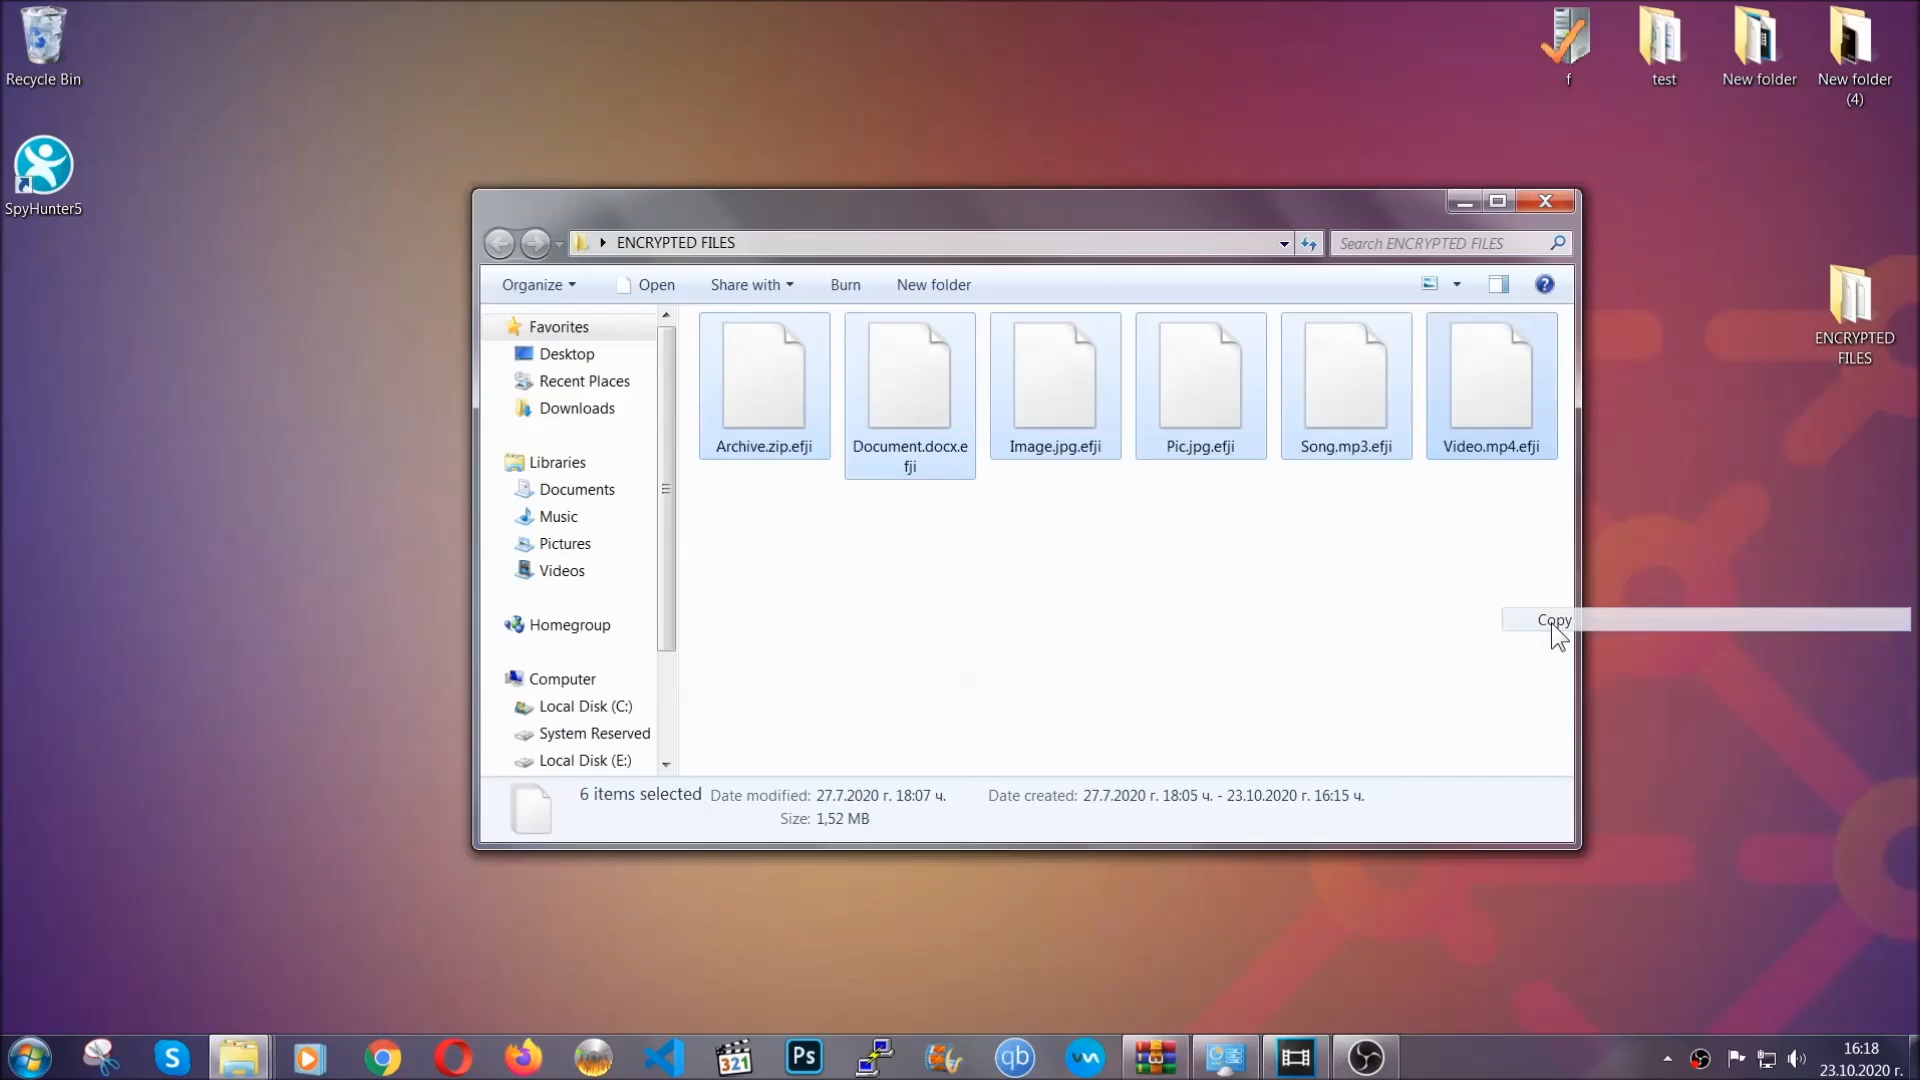 Recycle Bin
SpyHunter5
f
test
New folder
New folder
(4)
ENCRYPTED
FILES
ENCRYPTED FILES
Search ENCRYPTED FILES
Organize
Open
Share with
Burn
New folder
Favorites
Desktop
Recent Places
Downloads
Libraries
Documents
Music
Pictures
Videos
Homegroup
Computer
Local Disk (C:)
System Reserved
Local Disk (E:)
Archive.zip.efji
Document.docx.e
fji
Image.jpg.efji
Pic.jpg.efji
Song.mp3.efji
Video.mp4.efji
Copy
6 items selected
Date modified: 27.7.2020 г. 18:07 ч.
Date created: 27.7.2020 г. 18:05 ч. - 23.10.2020 г. 16:15 ч.
Size: 1,52 MB
S
321
Ps
qb
16:18
23.10.2020 г.